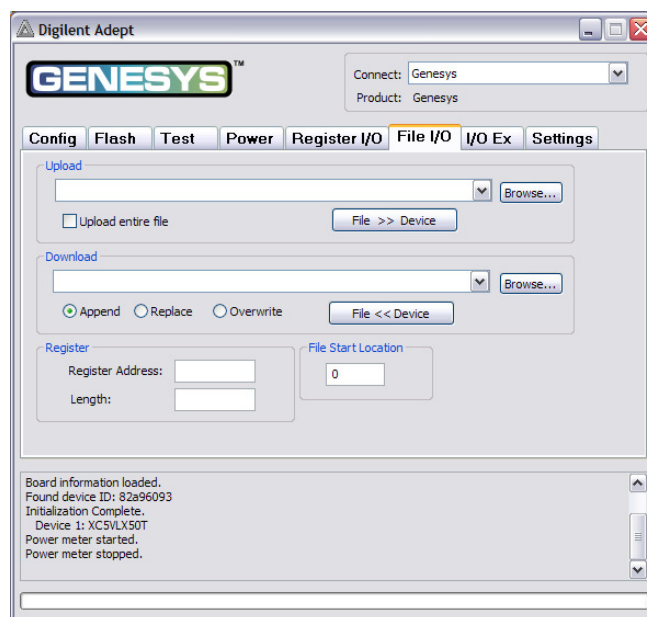 Digilent Adept
GENESYS™
Connect: Genesys
Product: Genesys
Config Flash Test Power Register I/O File I/O I/O Ex Settings
Upload
Browse...
Upload entire file
File >> Device
Download
Browse...
Append Replace Overwrite
File << Device
Register
File Start Location
Register Address:
0
Length:
Board information loaded.
Found device ID: 82a96093
Initialization Complete.
Device 1: XC5VLX50T
Power meter started.
Power meter stopped.